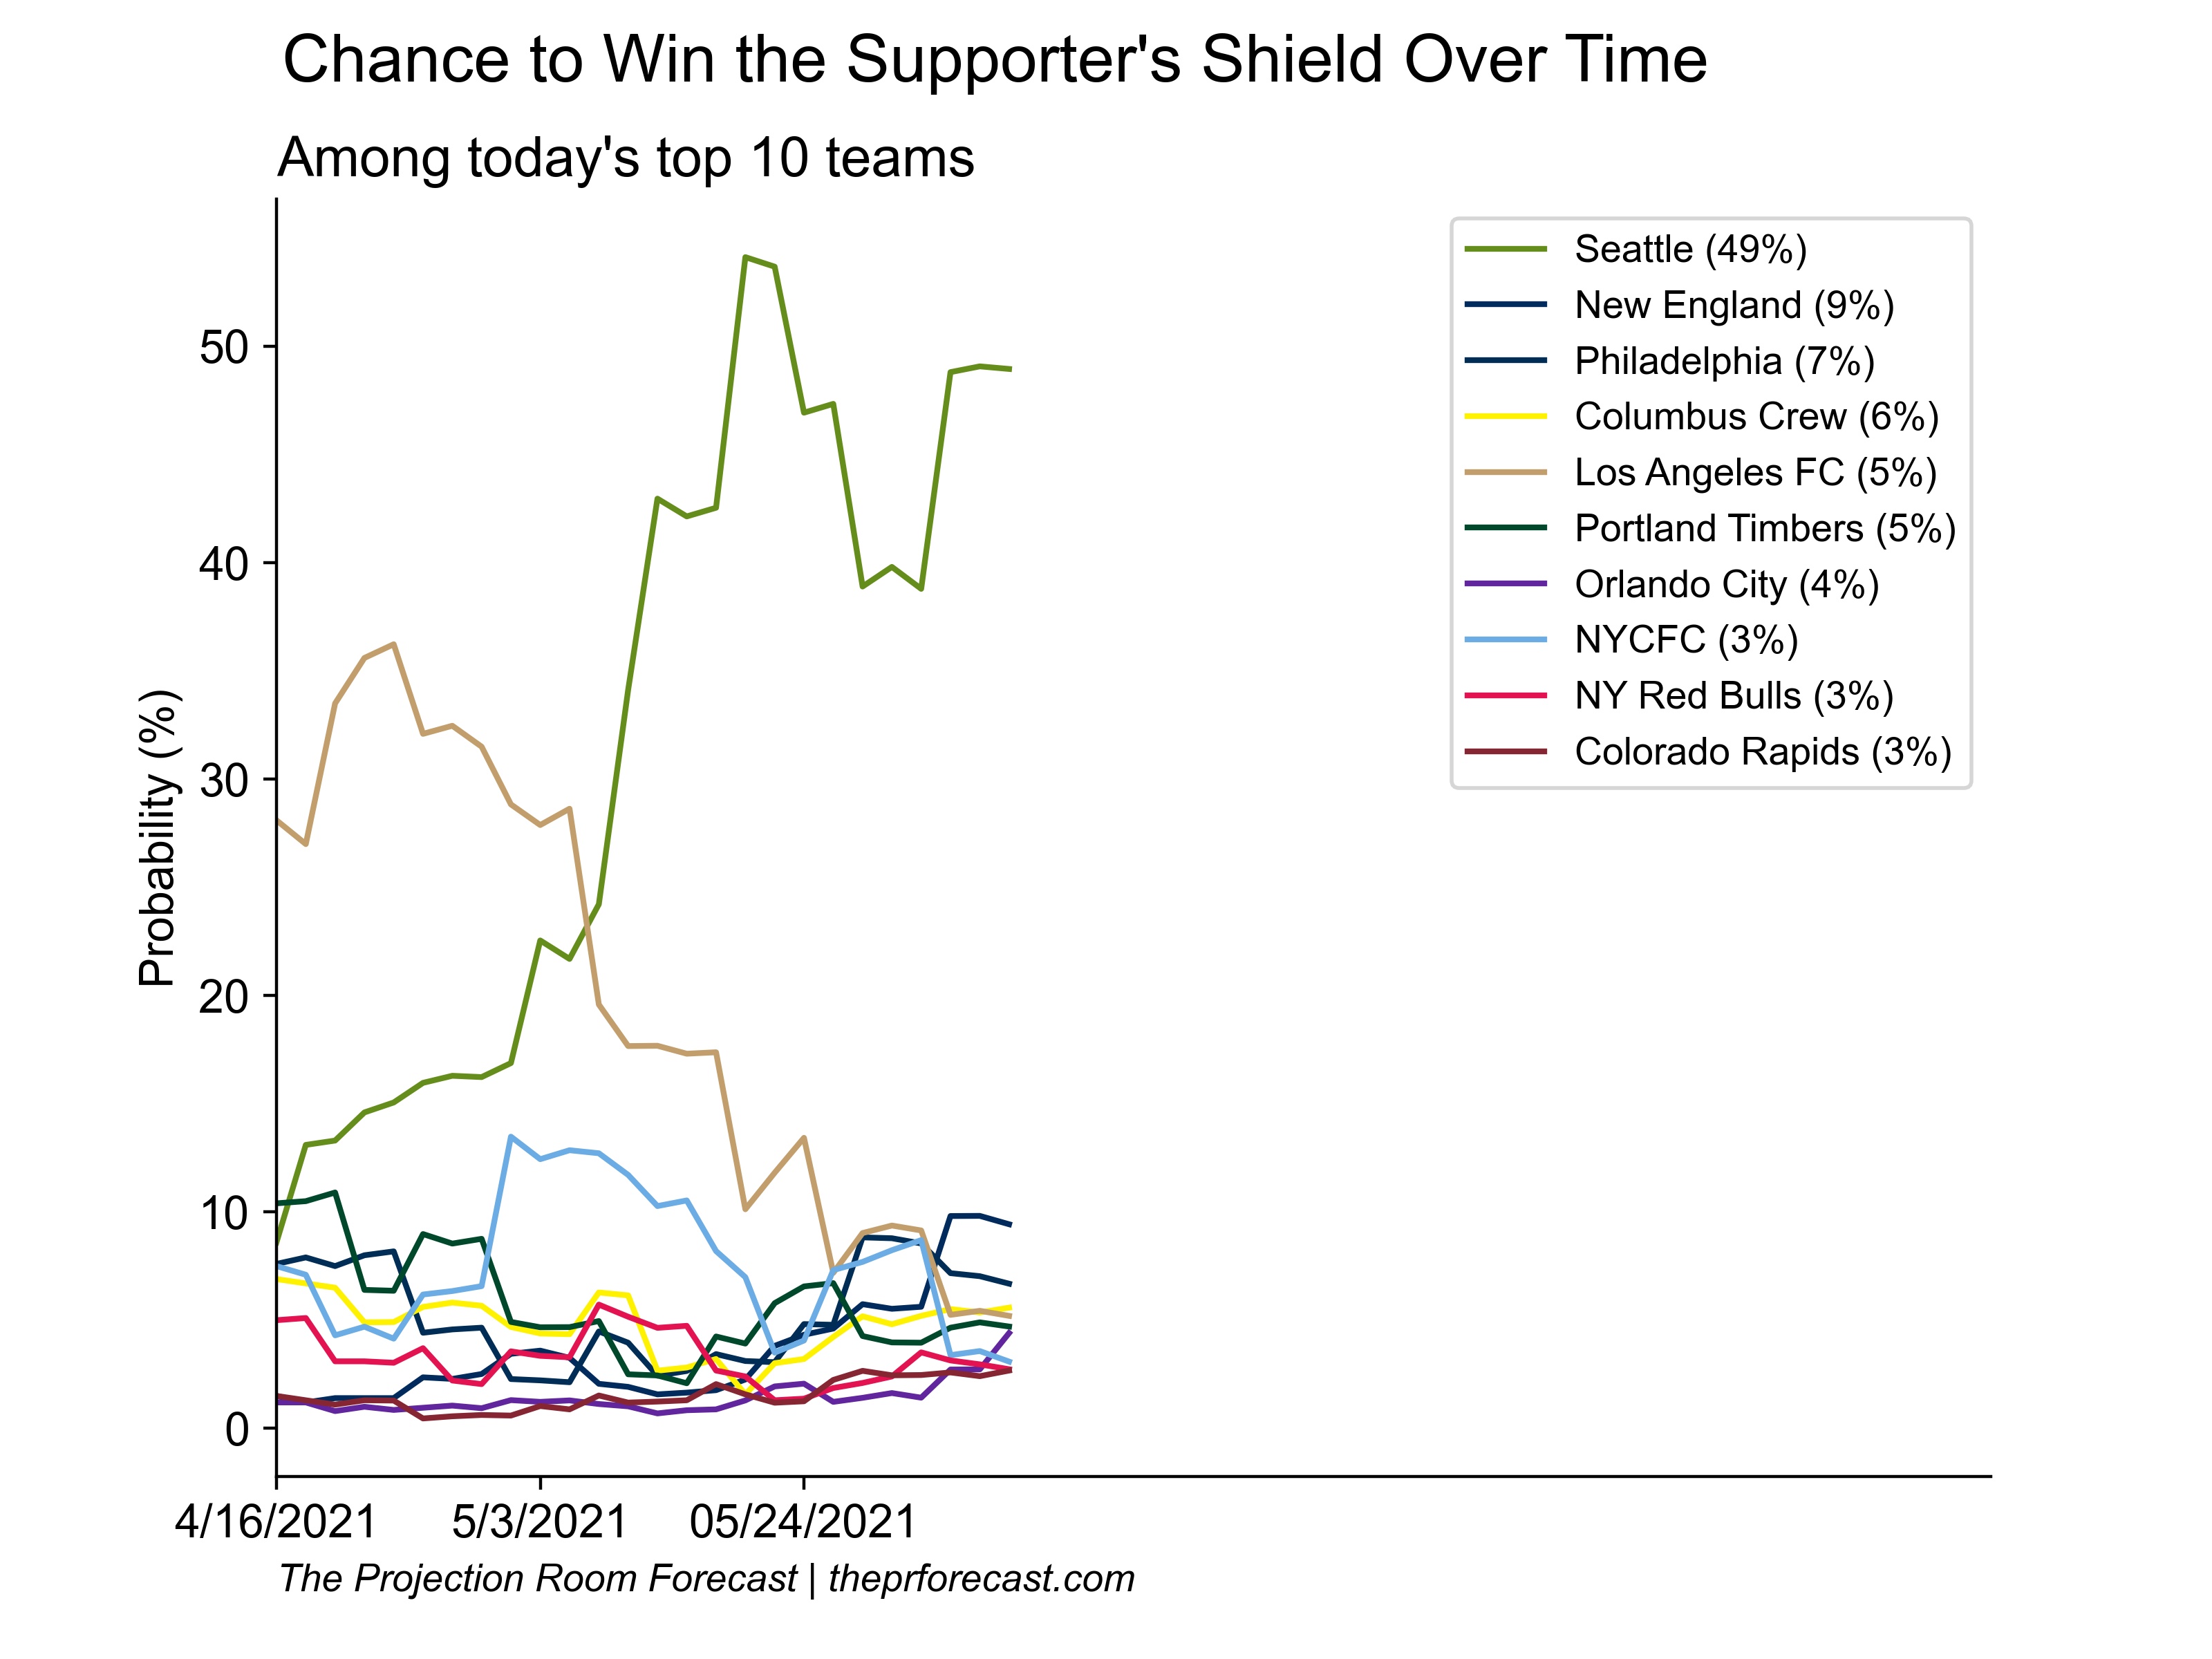 Chance to Win the Supporter's Shield Over Time
Among today's top 10 teams
Seattle (49%)
New England (9%)
Philadelphia (7%)
Columbus Crew (6%)
Los Angeles FC (5%)
Portland Timbers (5%)
Orlando City (4%)
NYCFC (3%)
NY Red Bulls (3%)
Colorado Rapids (3%)
Probability (%)
50
40
30
20
10
0
4/16/2021 5/3/2021 05/24/2021
The Projection Room Forecast | theprforecast.com